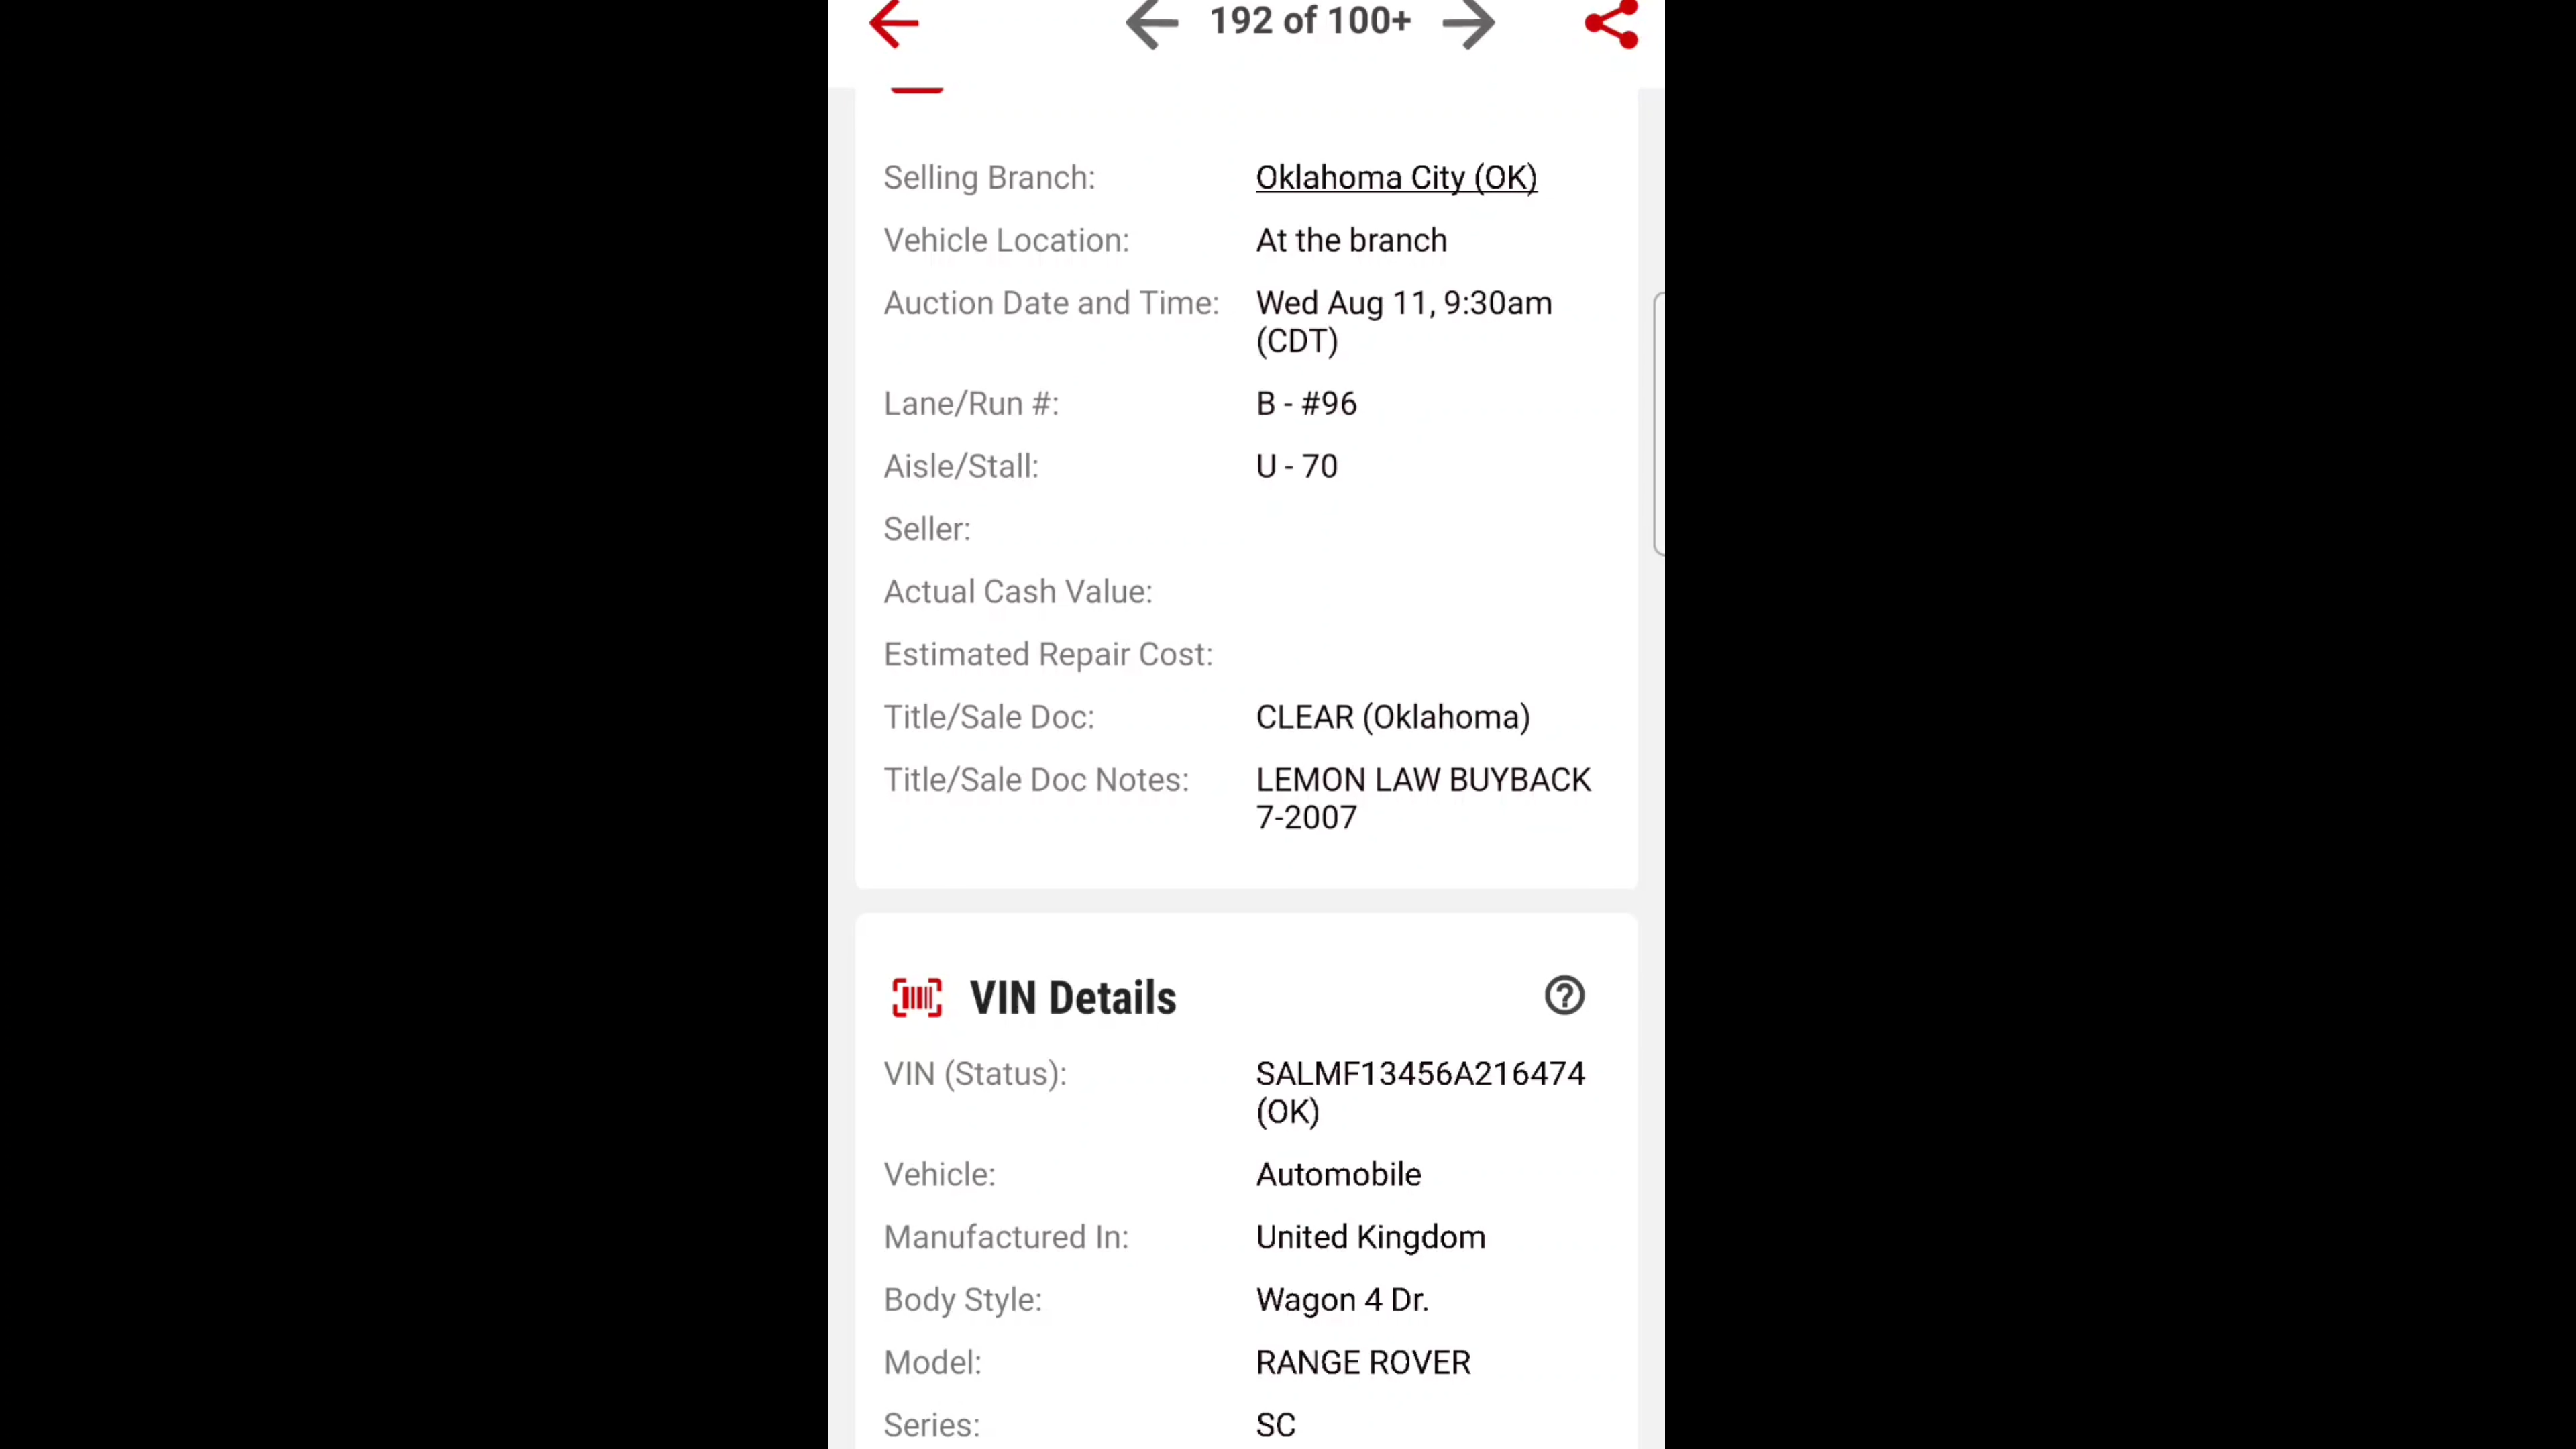 192 of 100+
Selling Branch: Oklahoma City (OK)
Vehicle Location: At the branch
Auction Date and Time: Wed Aug 11, 9:30am
(CDT)
Lane/Run #: B - #96
Aisle/Stall: U - 70
Seller:
Actual Cash Value:
Estimated Repair Cost:
Title/Sale Doc: CLEAR (Oklahoma)
Title/Sale Doc Notes: LEMON LAW BUYBACK
7-2007
VIN Details
VIN (Status): SALMF13456A216474
(OK)
Vehicle: Automobile
Manufactured In: United Kingdom
Body Style: Wagon 4 Dr.
Model: RANGE ROVER
Series: SC